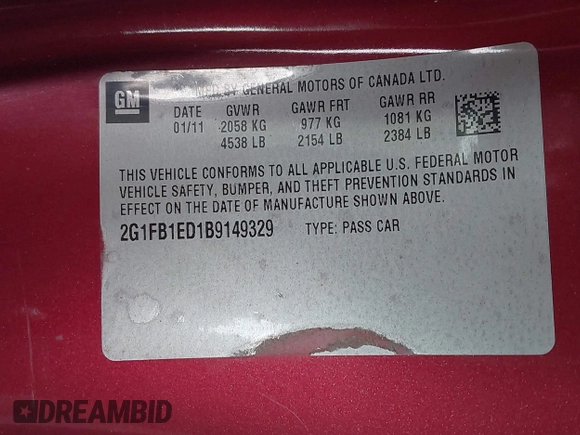 GM
BY GENERAL MOTORS OF CANADA LTD.
DATE GVWR GAWR FRT GAWR RR
01/11 2058 KG 977 KG 1081 KG
4538 LB 2154 LB 2384 LB
THIS VEHICLE CONFORMS TO ALL APPLICABLE U.S. FEDERAL MOTOR
VEHICLE SAFETY, BUMPER, AND THEFT PREVENTION STANDARDS IN
EFFECT ON THE DATE OF MANUFACTURE SHOWN ABOVE.
2G1FB1ED1B9149329 TYPE: PASS CAR
DREAMBID